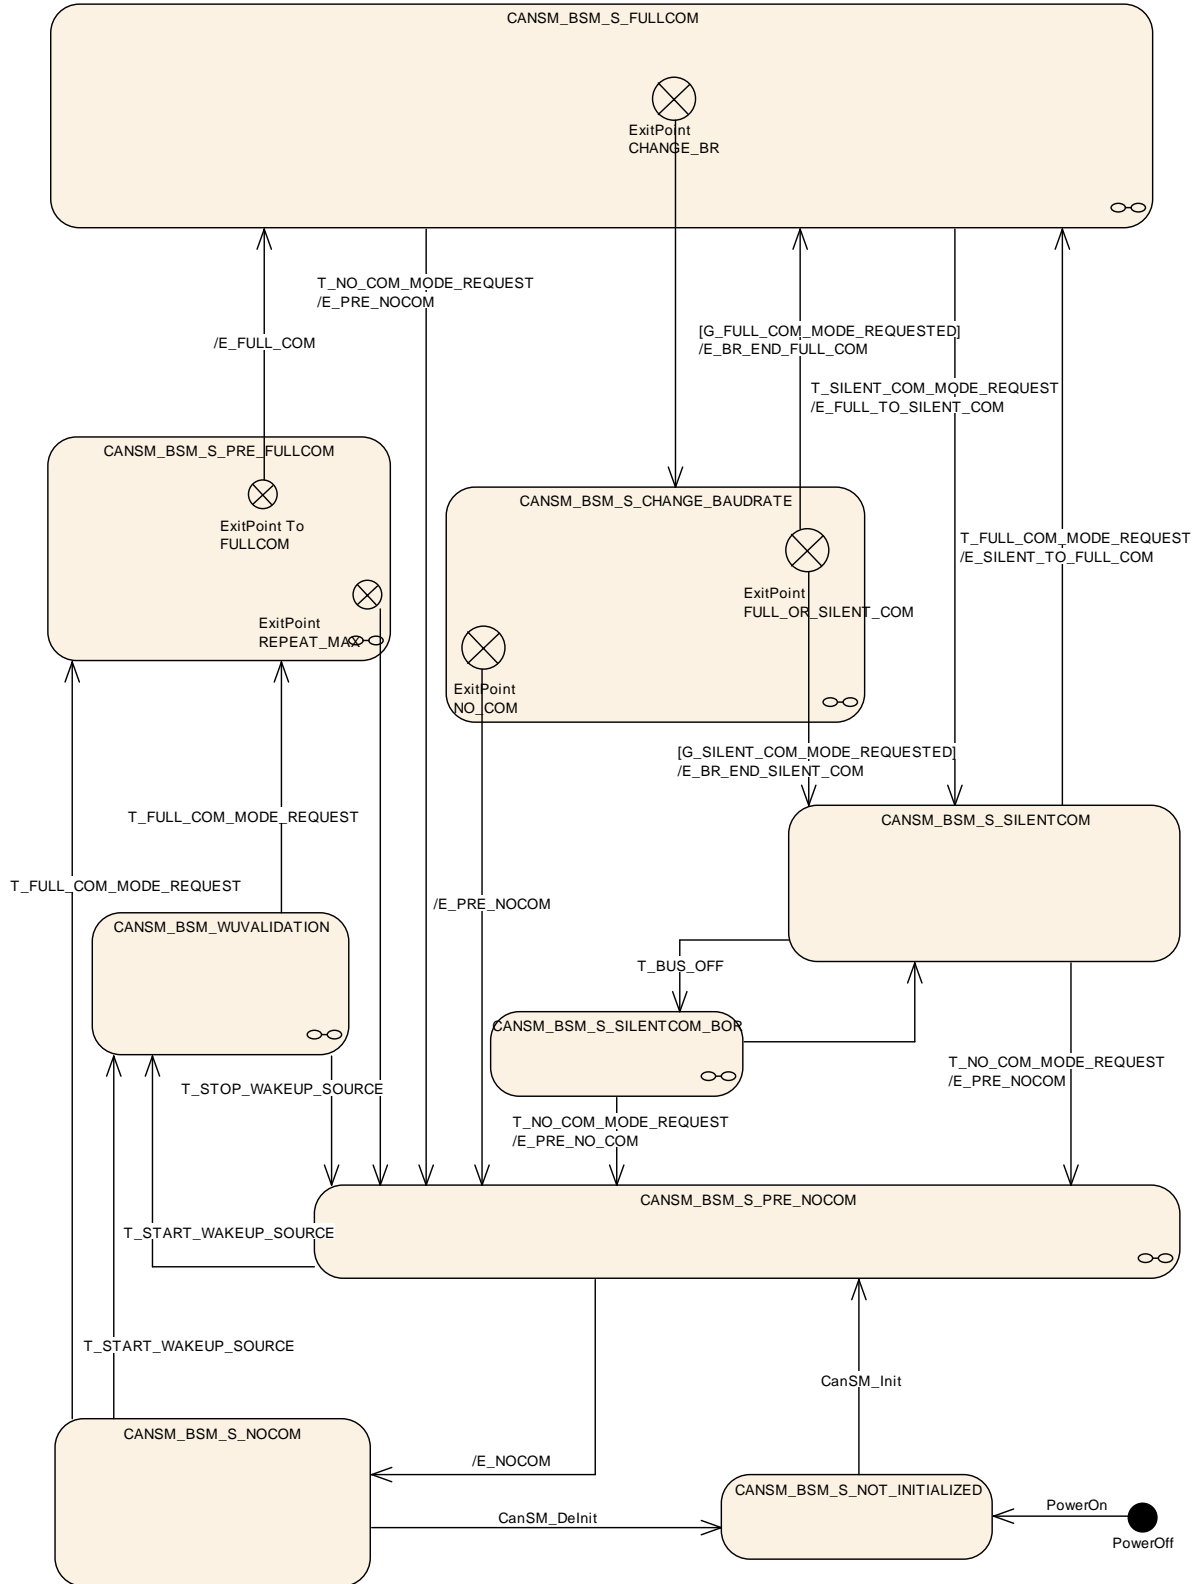 CANSM_BSM_S_FULLCOM
ExitPoint
CHANGE_BR
T_NO_COM_MODE_REQUEST
/E_PRE_NOCOM
/E_FULL_COM
[G_FULL_COM_MODE_REQUESTED]
/E_BR_END_FULL_COM
T_SILENT_COM_MODE_REQUEST
/E_FULL_TO_SILENT_COM
CANSM_BSM_S_PRE_FULLCOM
ExitPoint To
FULLCOM
ExitPoint
REPEAT_MAX
CANSM_BSM_S_CHANGE_BAUDRATE
ExitPoint
FULL_OR_SILENT_COM
ExitPoint
NO_COM
T_FULL_COM_MODE_REQUEST
/E_SILENT_TO_FULL_COM
[G_SILENT_COM_MODE_REQUESTED]
/E_BR_END_SILENT_COM
T_FULL_COM_MODE_REQUEST
CANSM_BSM_S_SILENTCOM
T_FULL_COM_MODE_REQUEST
/E_PRE_NOCOM
CANSM_BSM_WUVALIDATION
T_BUS_OFF
CANSM_BSM_S_SILENTCOM_BOR
T_NO_COM_MODE_REQUEST
/E_PRE_NOCOM
T_STOP_WAKEUP_SOURCE
T_NO_COM_MODE_REQUEST
/E_PRE_NO_COM
CANSM_BSM_S_PRE_NOCOM
T_START_WAKEUP_SOURCE
T_START_WAKEUP_SOURCE
CanSM_Init
CANSM_BSM_S_NOCOM
/E_NOCOM
CANSM_BSM_S_NOT_INITIALIZED
CanSM_DeInit
PowerOn
PowerOff